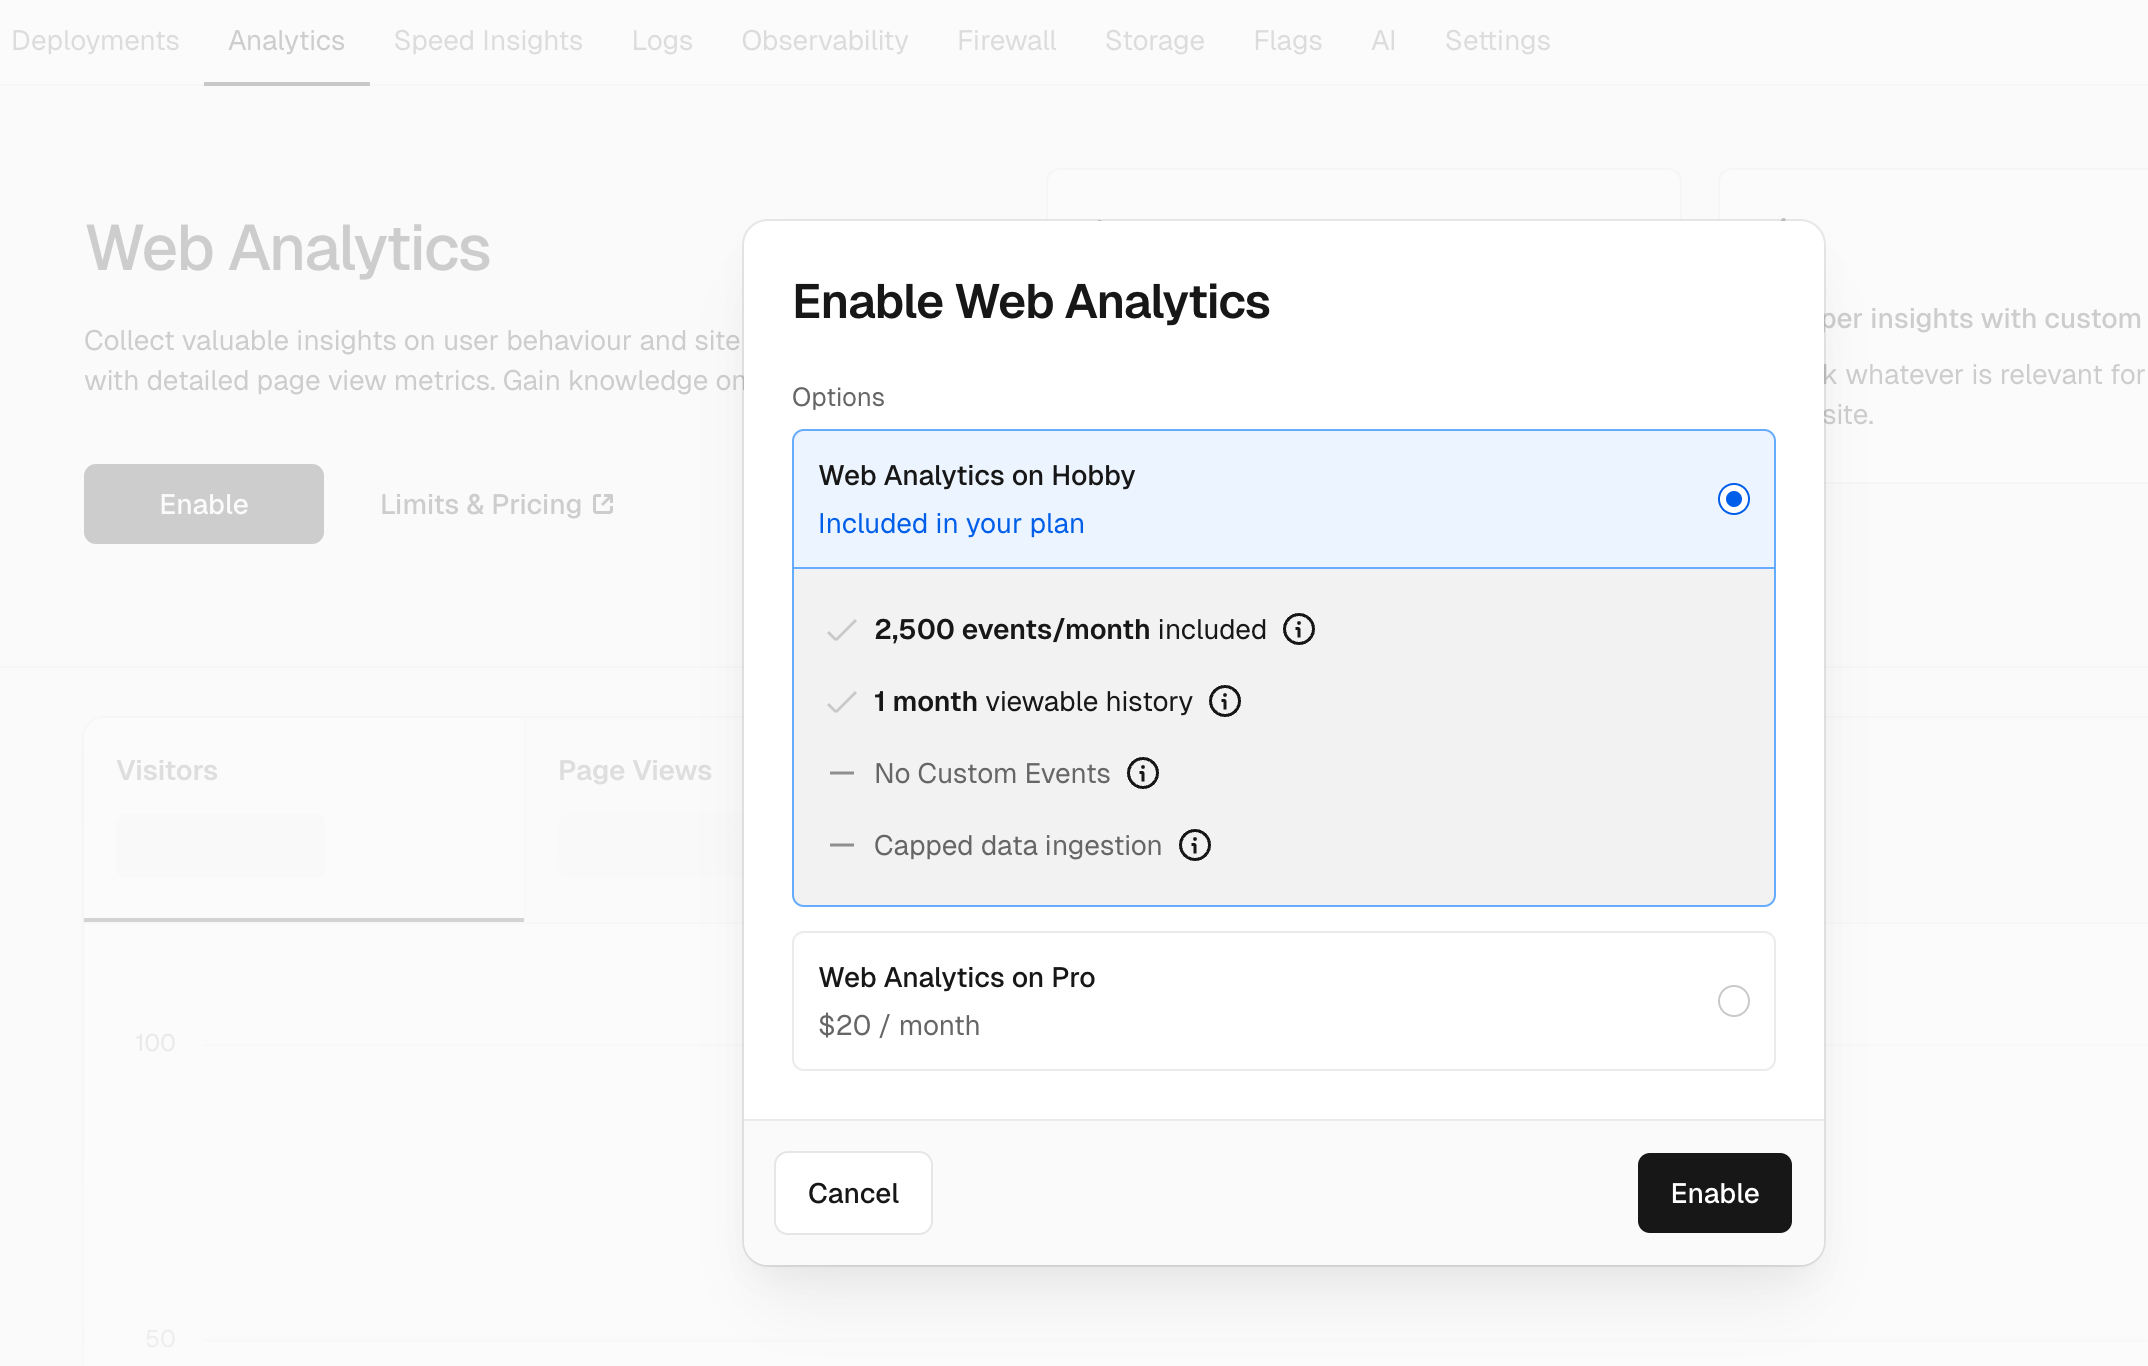 Deployments Analytics Speed Insights Logs Observability Firewall Storage Flags AI Settings
Web Analytics
Collect valuable insights on user behaviour and site
with detailed page view metrics. Gain knowledge on
Enable Limits & Pricing
per insights with custom
k whatever is relevant for
site.
Visitors Page Views
100
50
Enable Web Analytics
Options
Web Analytics on Hobby
Included in your plan
2,500 events/month included
1 month viewable history
No Custom Events
Capped data ingestion
Web Analytics on Pro
$20 / month
Cancel Enable